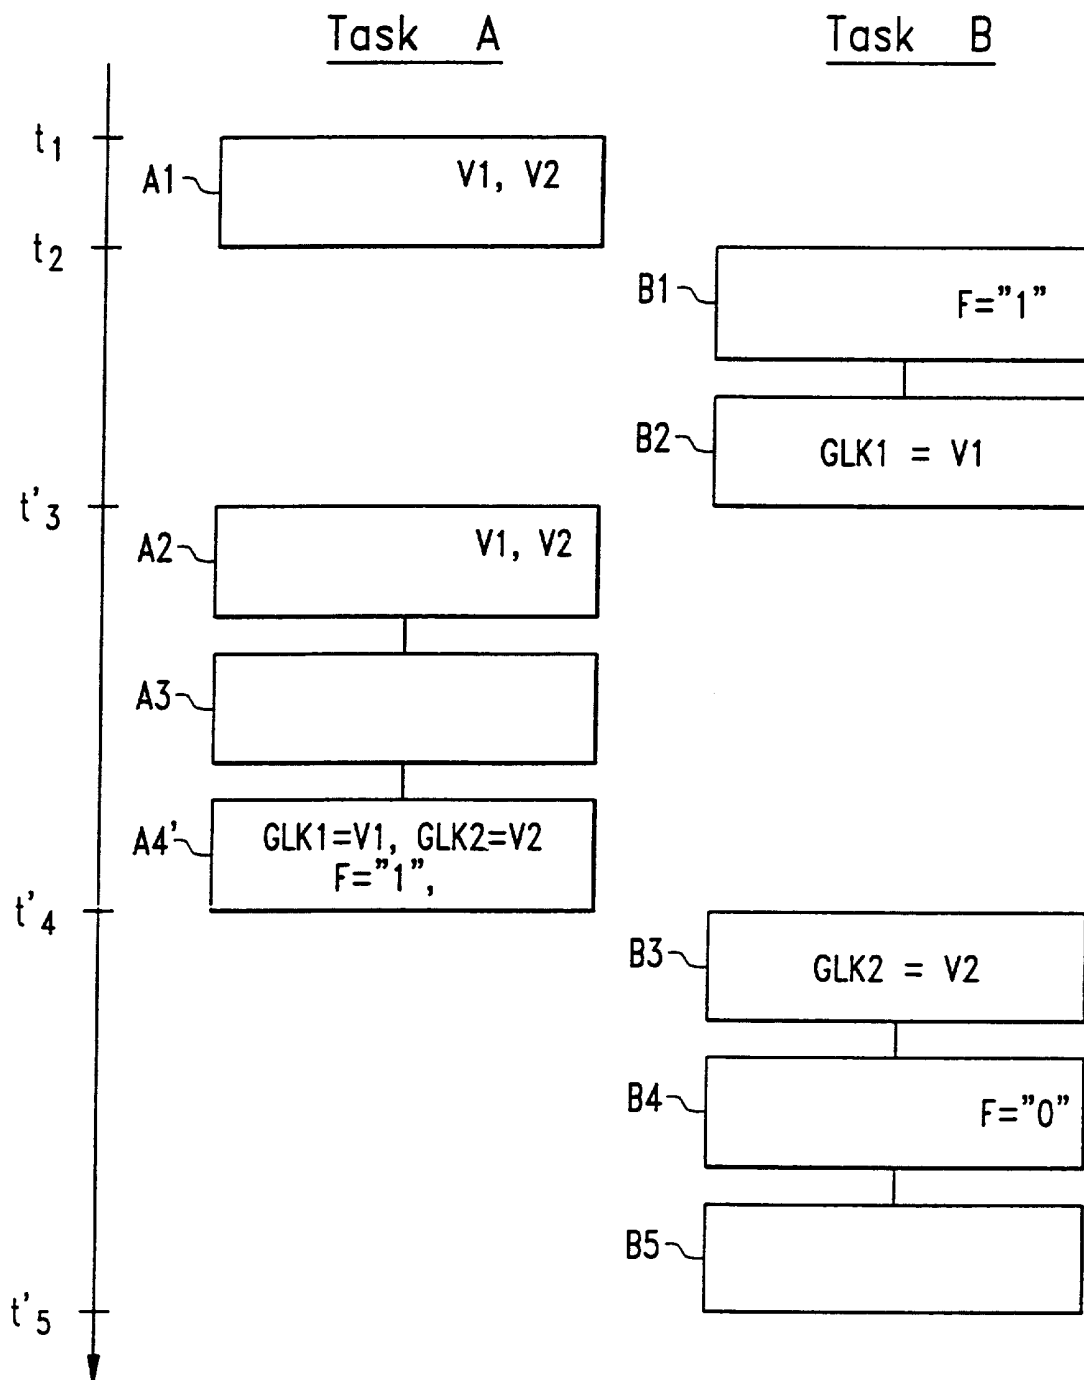 Task A
Task B
t1
A1
V1, V2
t2
B1
F="1"
B2
GLK1 = V1
t'3
A2
V1, V2
A3
A4'
GLK1=V1, GLK2=V2
F="1",
t'4
B3
GLK2 = V2
B4
F="0"
B5
t'5